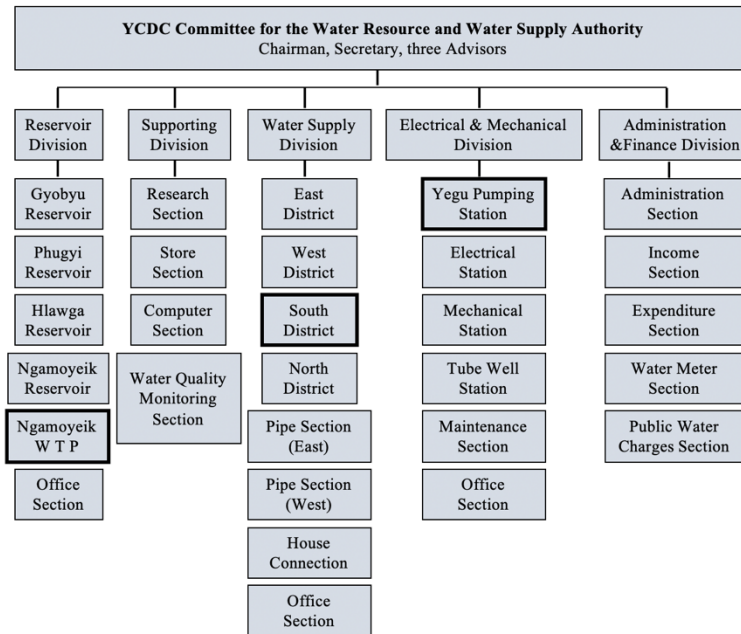 YCDC Committee for the Water Resource and Water Supply Authority
Chairman, Secretary, three Advisors
Reservoir
Division
Gyobyu
Reservoir
Phugyi
Reservoir
Hlawga
Reservoir
Ngamoyeik
Reservoir
Ngamoyeik
W T P
Office
Section
Supporting
Division
Research
Section
Store
Section
Computer
Section
Water Quality
Monitoring
Section
Water Supply
Division
East
District
West
District
South
District
North
District
Pipe Section
(East)
Pipe Section
(West)
House
Connection
Office
Section
Electrical & Mechanical
Division
Yegu Pumping
Station
Electrical
Station
Mechanical
Station
Tube Well
Station
Maintenance
Section
Office
Section
Administration
&Finance Division
Administration
Section
Income
Section
Expenditure
Section
Water Meter
Section
Public Water
Charges Section